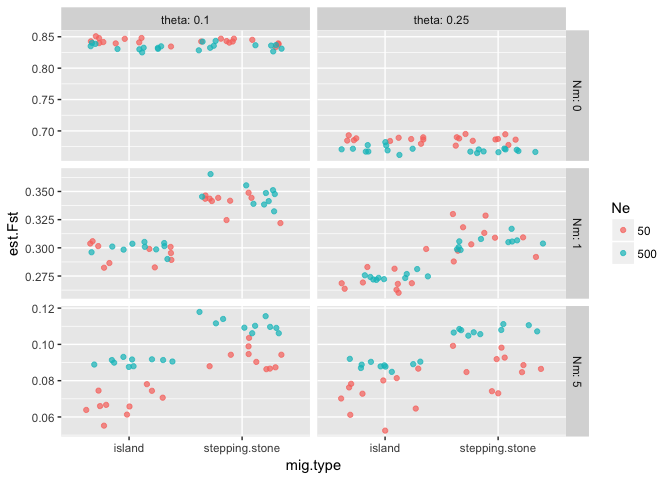 theta: 0.1 theta: 0.25
0.85
0.80
0.75
0.70
Nm: 0
0.350
0.325
0.300
0.275
Nm: 1
0.12
0.10
0.08
0.06
Nm: 5
est.Fst
island stepping.stone island stepping.stone
mig.type
Ne
50
500